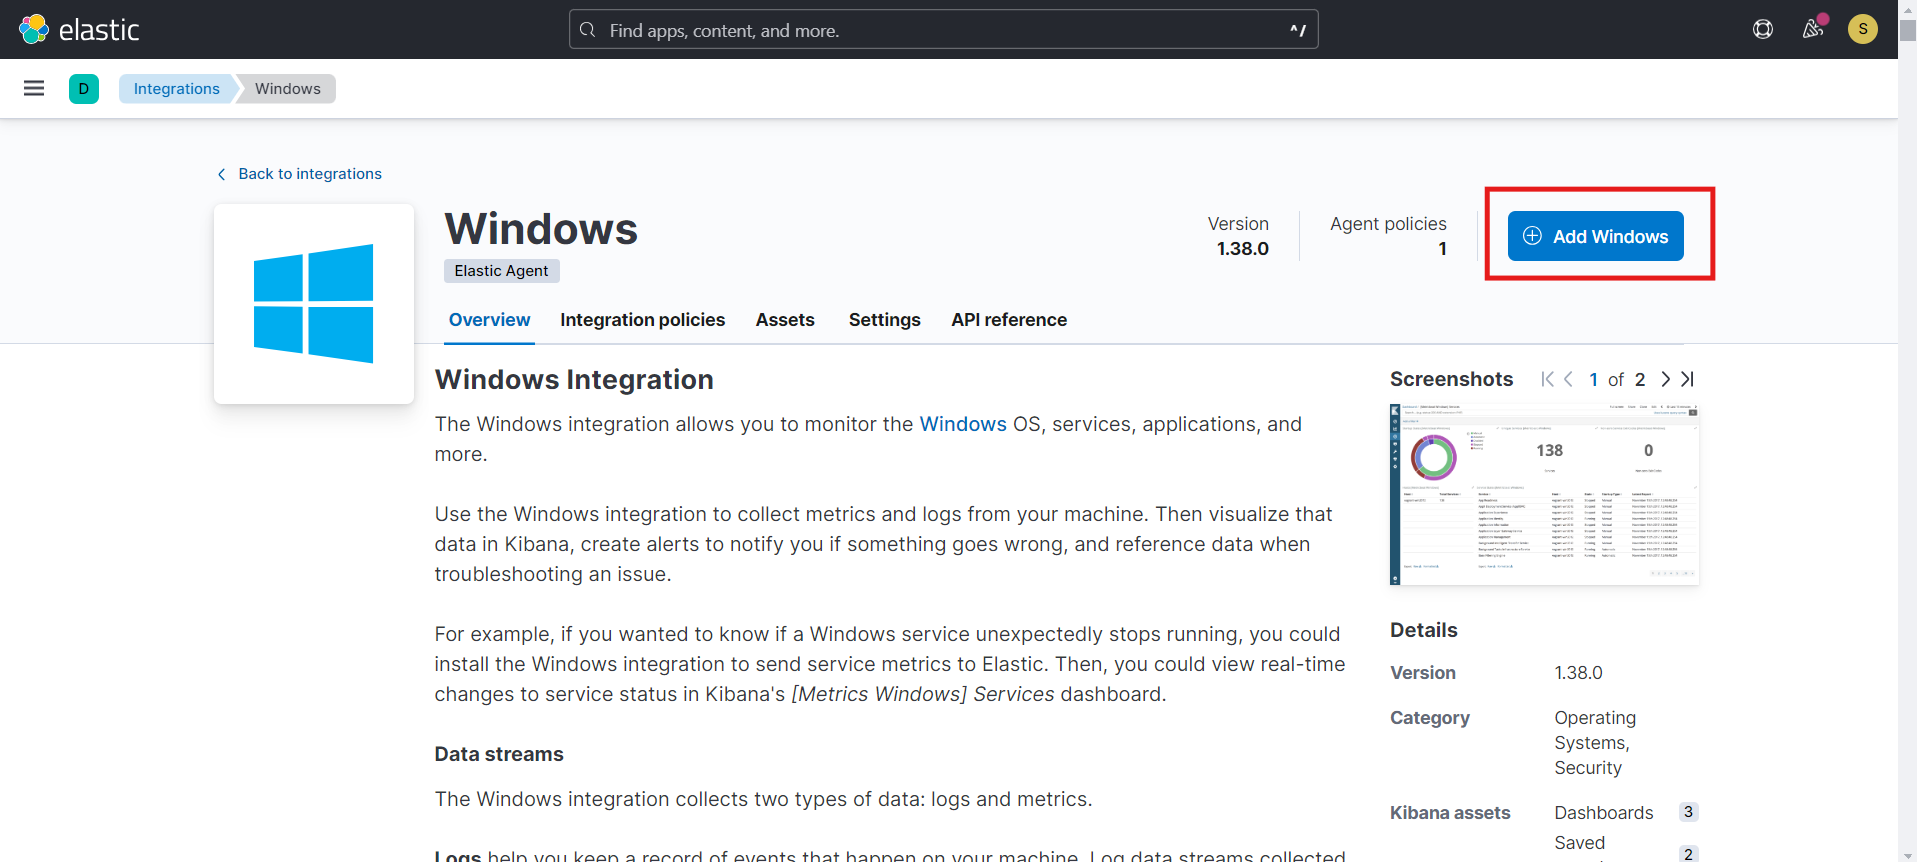 elastic
Find apps, content, and more.
^/
S
D
Integrations
Windows
Back to integrations
Windows
Elastic Agent
Version
1.38.0
Agent policies
1
Add Windows
Overview
Integration policies
Assets
Settings
API reference
Windows Integration
The Windows integration allows you to monitor the Windows OS, services, applications, and
more.
Use the Windows integration to collect metrics and logs from your machine. Then visualize that
data in Kibana, create alerts to notify you if something goes wrong, and reference data when
troubleshooting an issue.
For example, if you wanted to know if a Windows service unexpectedly stops running, you could
install the Windows integration to send service metrics to Elastic. Then, you could view real-time
changes to service status in Kibana's [Metrics Windows] Services dashboard.
Data streams
The Windows integration collects two types of data: logs and metrics.
Logs help you keep a record of events that happen on your machine. Log data streams collected
Screenshots
1 of 2
138
0
Details
Version
1.38.0
Category
Operating
Systems,
Security
Kibana assets
Dashboards
3
Saved
2